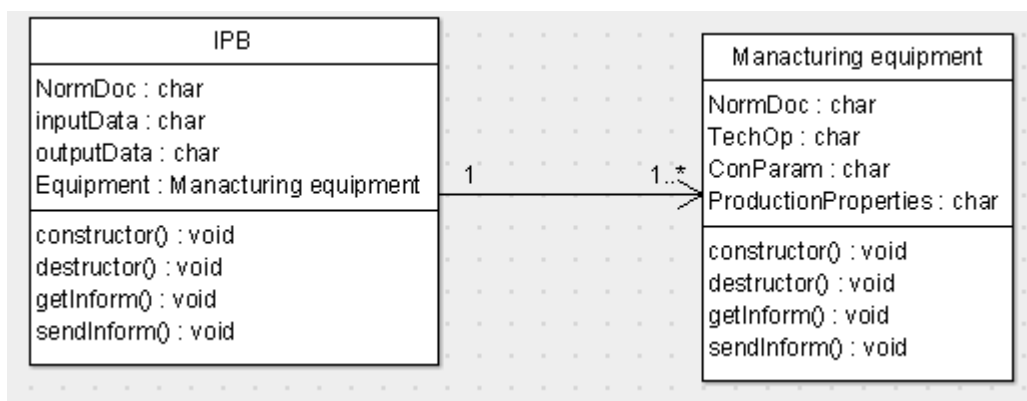 IPB
NormDoc : char
inputData : char
outputData : char
Equipment : Manacturing equipment
constructor() : void
destructor() : void
getInform() : void
sendInform() : void
1
1..*
Manacturing equipment
NormDoc : char
TechOp : char
ConParam : char
ProductionProperties : char
constructor() : void
destructor() : void
getInform() : void
sendInform() : void